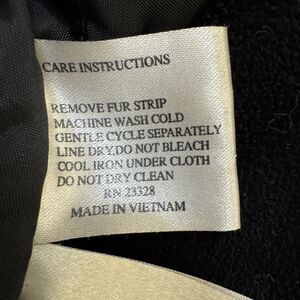 CARE INSTRUCTIONS
REMOVE FUR STRIP
MACHINE WASH COLD
GENTLE CYCLE SEPARATELY
LINE DRY,DO NOT BLEACH
COOL IRON UNDER CLOTH
DO NOT DRY CLEAN
RN 23328
MADE IN VIETNAM